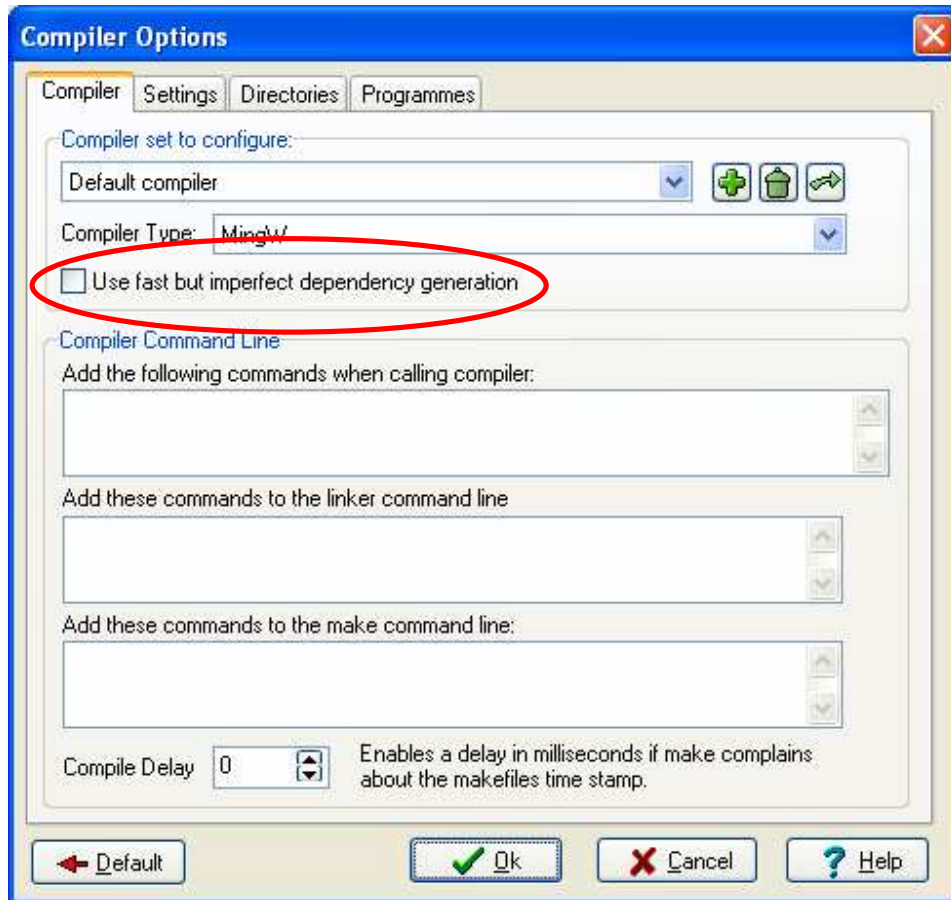 Compiler Options
Compiler Settings Directories Programmes
Compiler set to configure:
Default compiler
Compiler Type: MingW
Use fast but imperfect dependency generation
Compiler Command Line
Add the following commands when calling compiler:
Add these commands to the linker command line
Add these commands to the make command line:
Compile Delay 0 Enables a delay in milliseconds if make complains
about the makefiles time stamp.
Default Ok Cancel Help